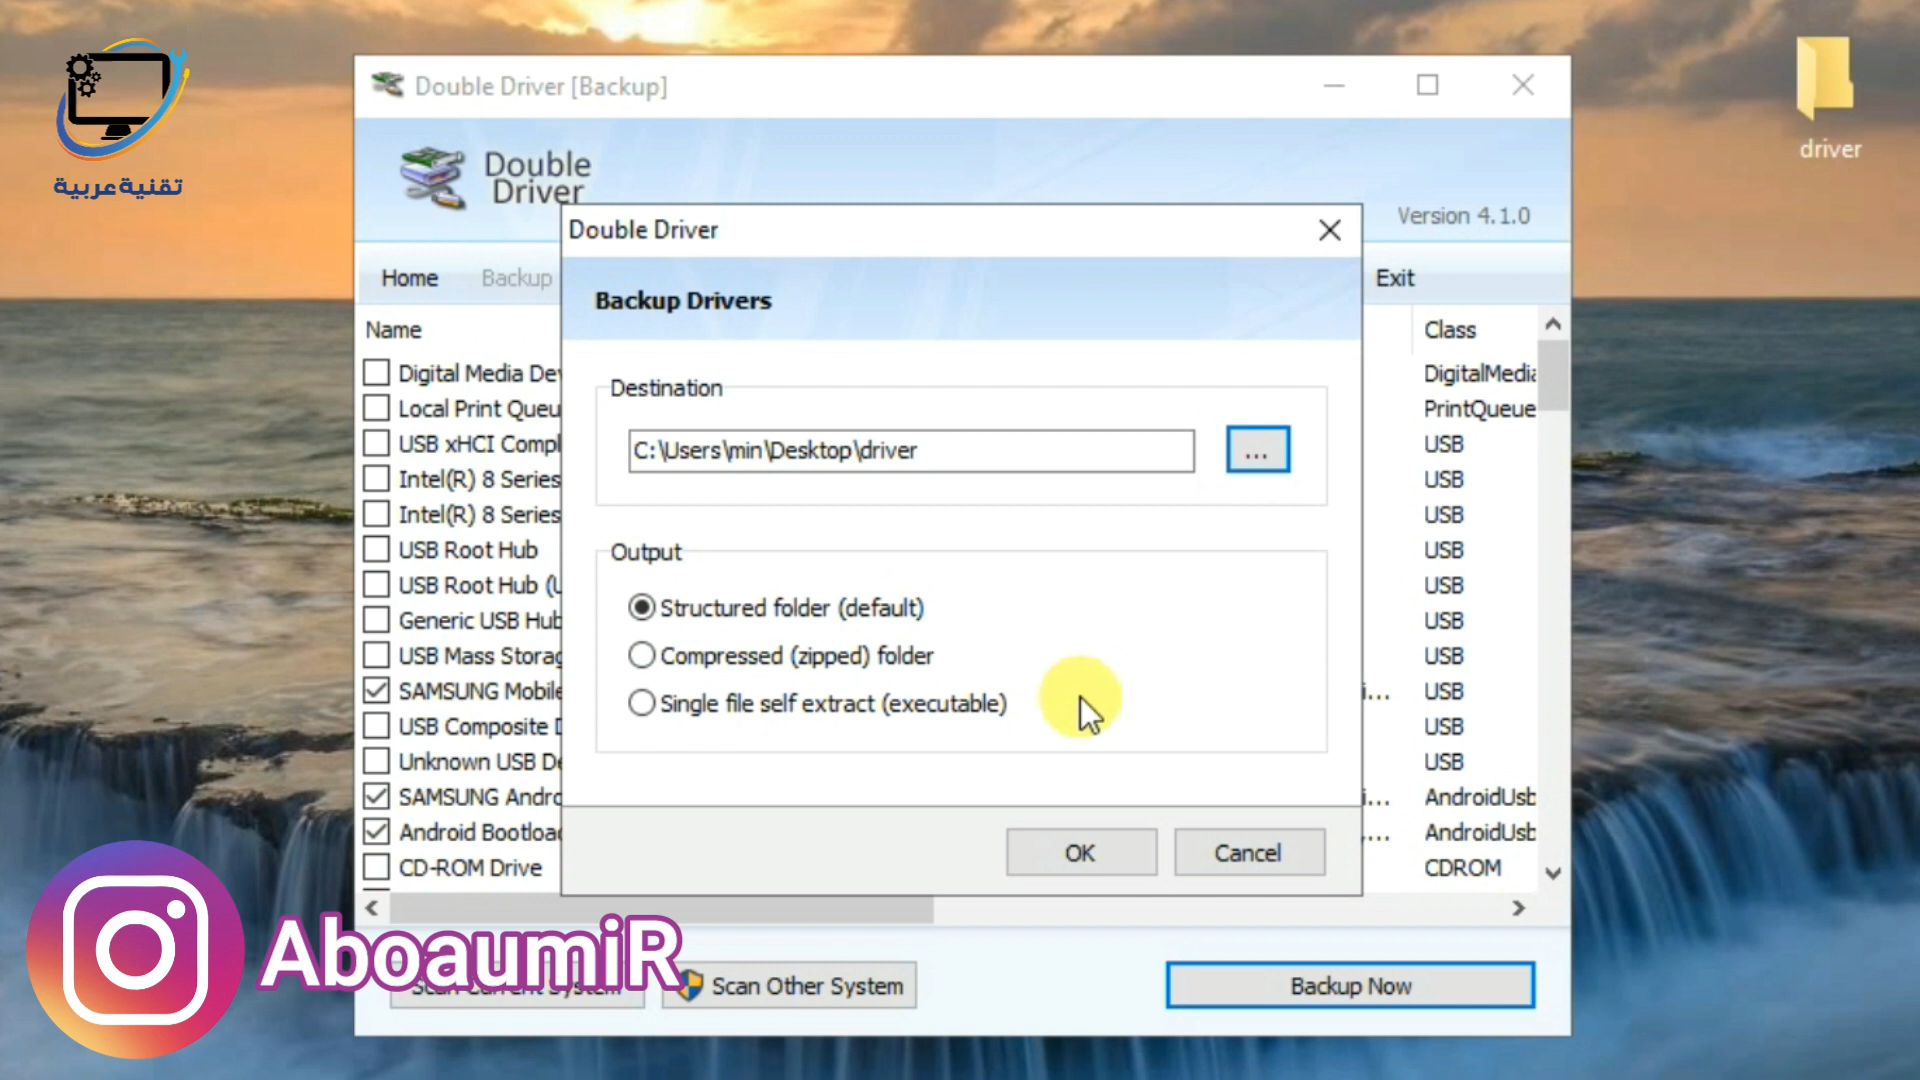 تقنية عربية
driver
Double Driver [Backup]
Double
Driver
Version 4.1.0
Home
Backup
Exit
Name
Class
Digital Media Dev
DigitalMedia
Local Print Queu
PrintQueue
USB xHCI Compl
USB
Intel(R) 8 Series
USB
Intel(R) 8 Series
USB
USB Root Hub
USB
USB Root Hub (U
USB
Generic USB Hub
USB
USB Mass Storag
USB
SAMSUNG Mobile
i...
USB
USB Composite D
USB
Unknown USB De
USB
SAMSUNG Andro
i...
AndroidUsb
Android Bootloa
....
AndroidUsb
CD-ROM Drive
CDROM
Double Driver
Backup Drivers
Destination
C:\Users\min\Desktop\driver
...
Output
Structured folder (default)
Compressed (zipped) folder
Single file self extract (executable)
OK
Cancel
AboaumiR
Scan Current System
Scan Other System
Backup Now